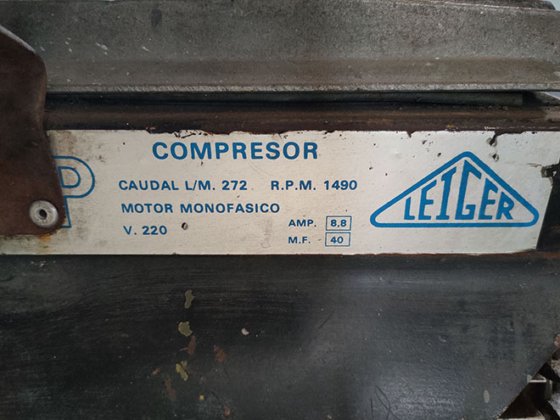 P
COMPRESOR
CAUDAL L/M. 272 R.P.M. 1490
MOTOR MONOFASICO
V. 220
AMP. 8,8
M.F. 40
LEIGER